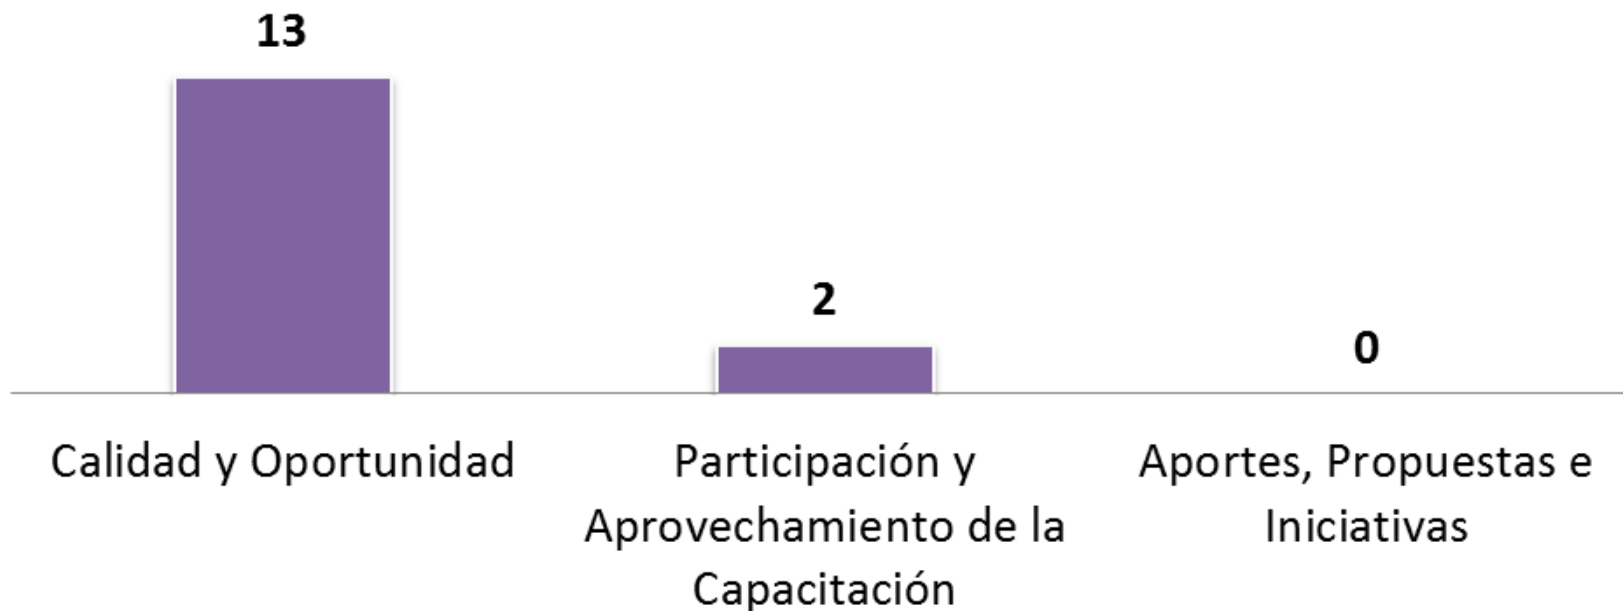 13
2
0
Calidad y Oportunidad
Participación y
Aprovechamiento de la
Capacitación
Aportes, Propuestas e
Iniciativas